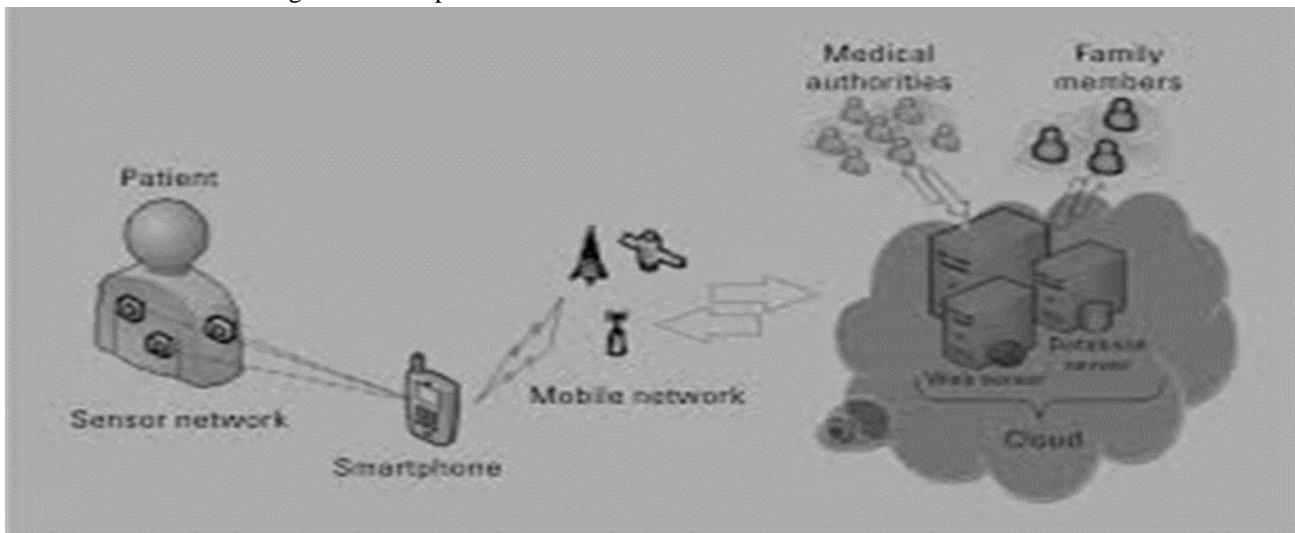 Medical
authorities
Family
members
Patient
Sensor network
Smartphone
Mobile network
Database
server
Web server
Cloud